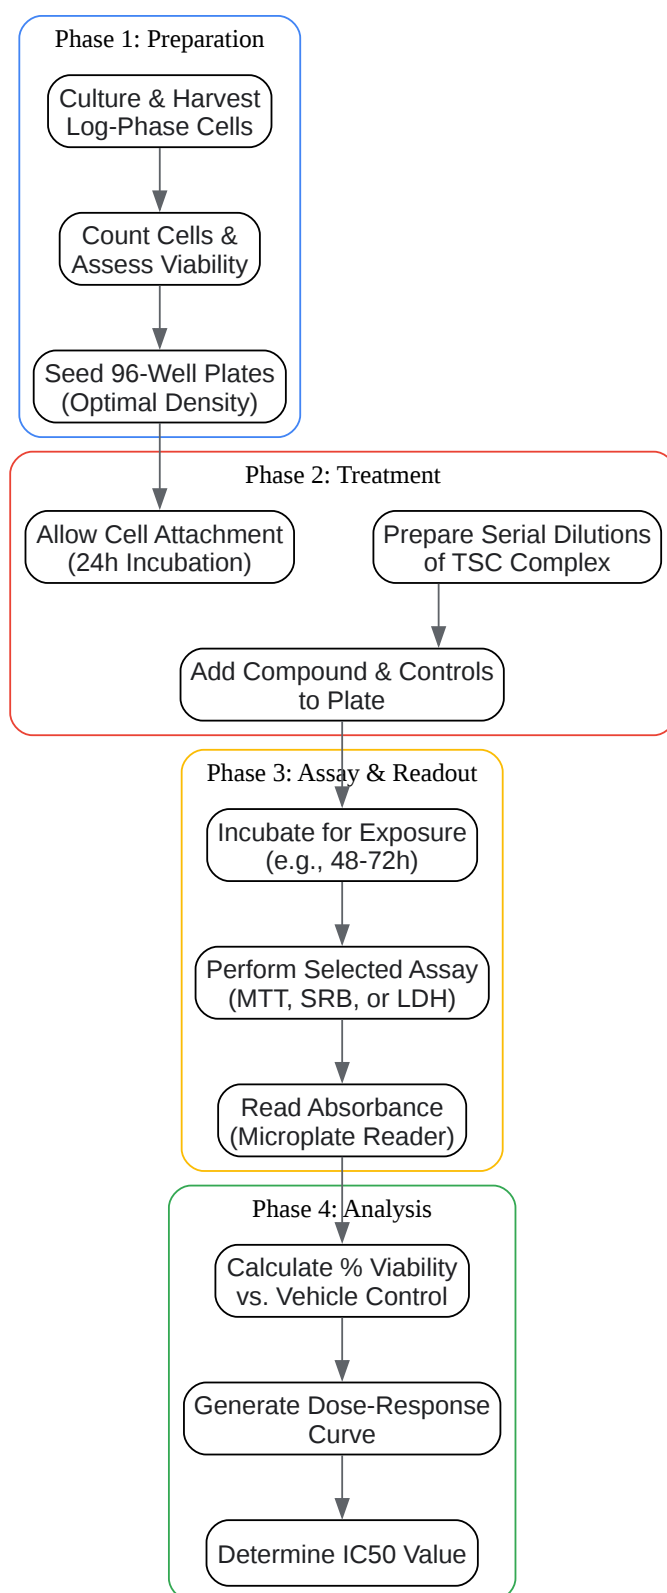 Phase 1: Preparation
Culture & Harvest
Log-Phase Cells
Count Cells &
Assess Viability
Seed 96-Well Plates
(Optimal Density)
Phase 2: Treatment
Allow Cell Attachment
(24h Incubation)
Prepare Serial Dilutions
of TSC Complex
Add Compound & Controls
to Plate
Phase 3: Assay & Readout
Incubate for Exposure
(e.g., 48-72h)
Perform Selected Assay
(MTT, SRB, or LDH)
Read Absorbance
(Microplate Reader)
Phase 4: Analysis
Calculate % Viability
vs. Vehicle Control
Generate Dose-Response
Curve
Determine IC50 Value